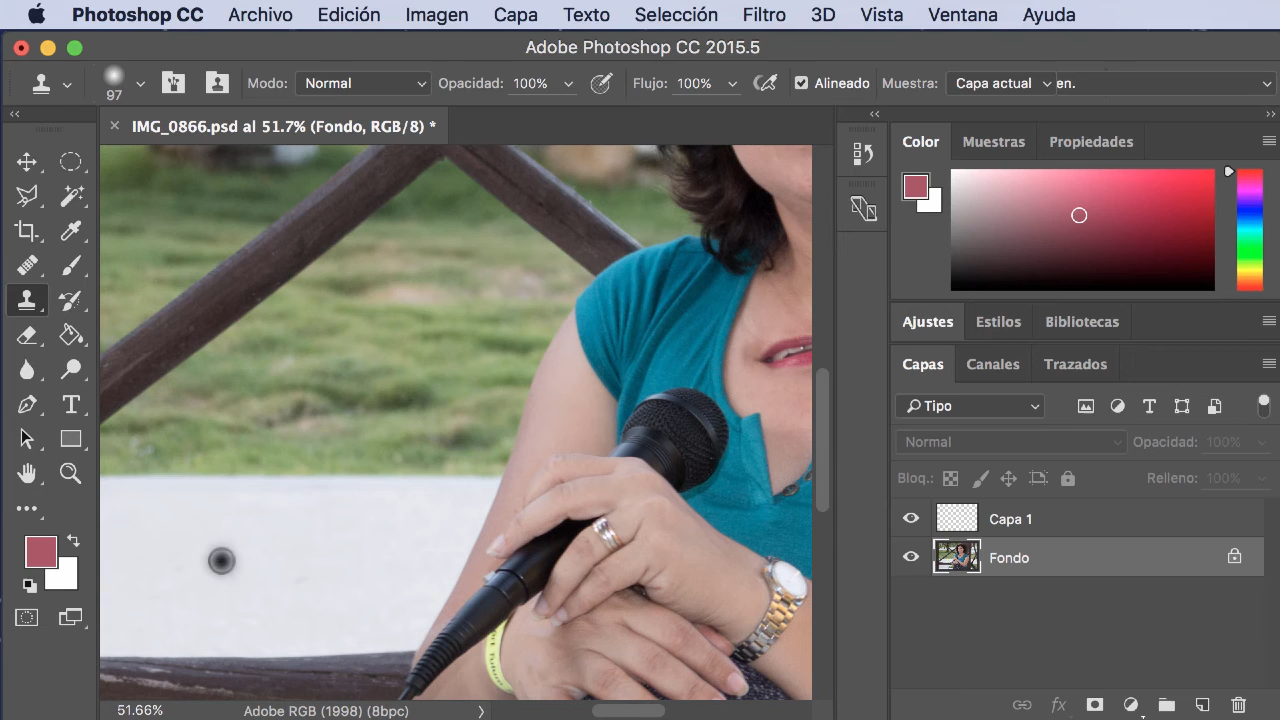 Photoshop CC Archivo Edición Imagen Capa Texto Selección Filtro 3D Vista Ventana Ayuda
Adobe Photoshop CC 2015.5
97 Modo: Normal Opacidad: 100% Flujo: 100% Alineado Muestra: Capa actual en.
IMG_0866.psd al 51.7% (Fondo, RGB/8) *
Color Muestras Propiedades
Ajustes Estilos Bibliotecas
Capas Canales Trazados
Tipo
Normal Opacidad: 100%
Bloq.: Relleno: 100%
Capa 1
Fondo
51.66% Adobe RGB (1998) (8bpc)
fx